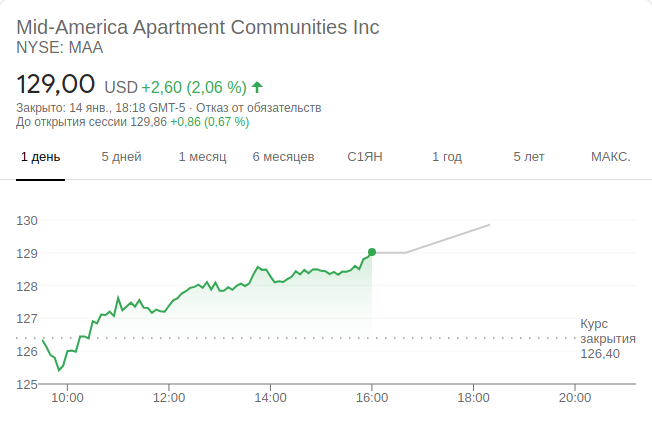 Mid-America Apartment Communities Inc
NYSE: MAA
129,00 USD +2,60 (2,06 %)
Закрыто: 14 янв., 18:18 GMT-5 · Отказ от обязательств
До открытия сессии 129,86 +0,86 (0,67 %)
1 день 5 дней 1 месяц 6 месяцев С1ЯН 1 год 5 лет МАКС.
130
129
128
127
126
125
Курс
закрытия
126,40
10:00 12:00 14:00 16:00 18:00 20:00